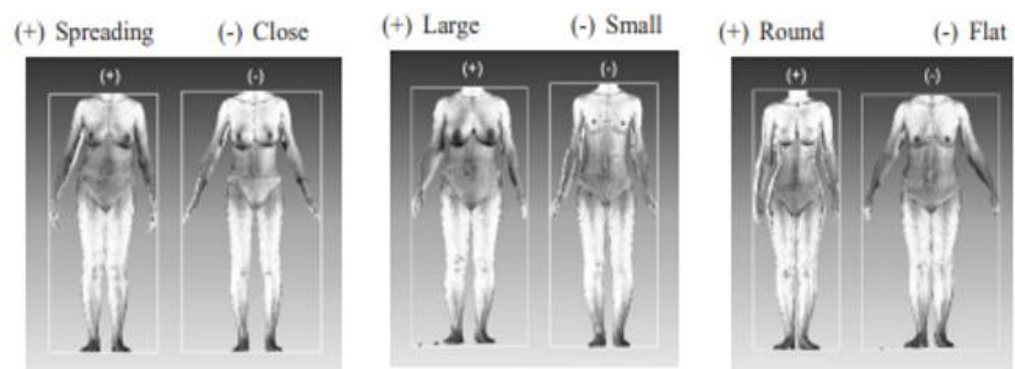 (+) Spreading (-) Close (+) Large (-) Small (+) Round (-) Flat
(+) (-) (+) (-) (+) (-)